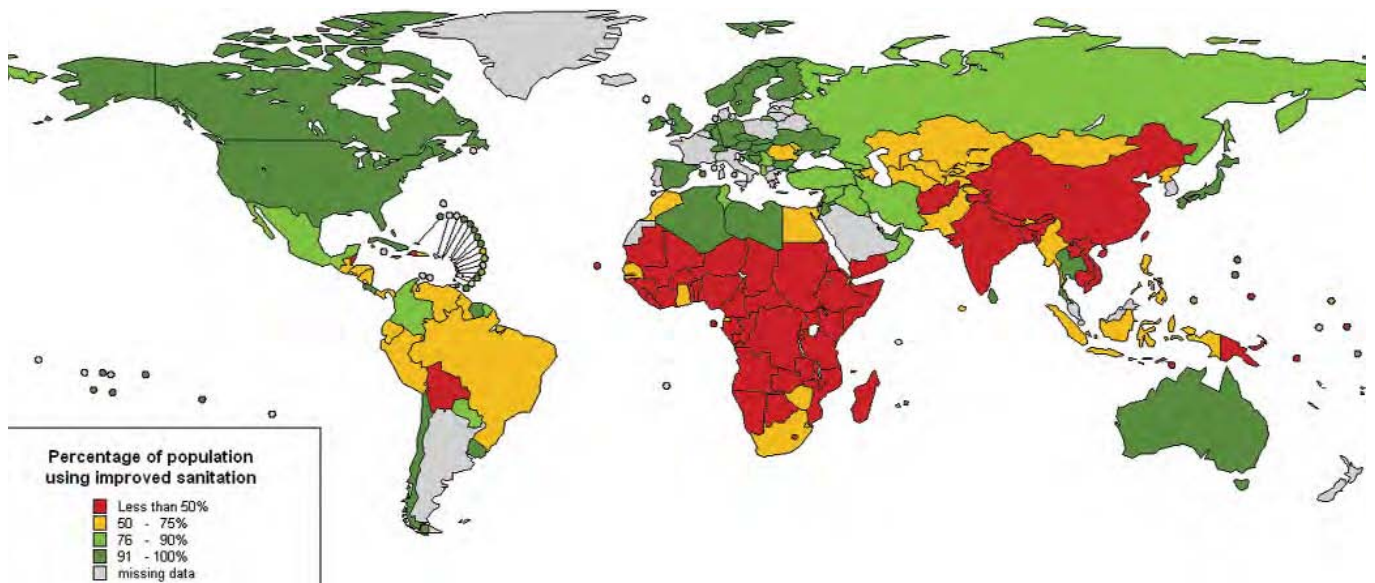 Percentage of population
using improved sanitation
Less than 50%
50 - 75%
76 - 90%
91 - 100%
missing data